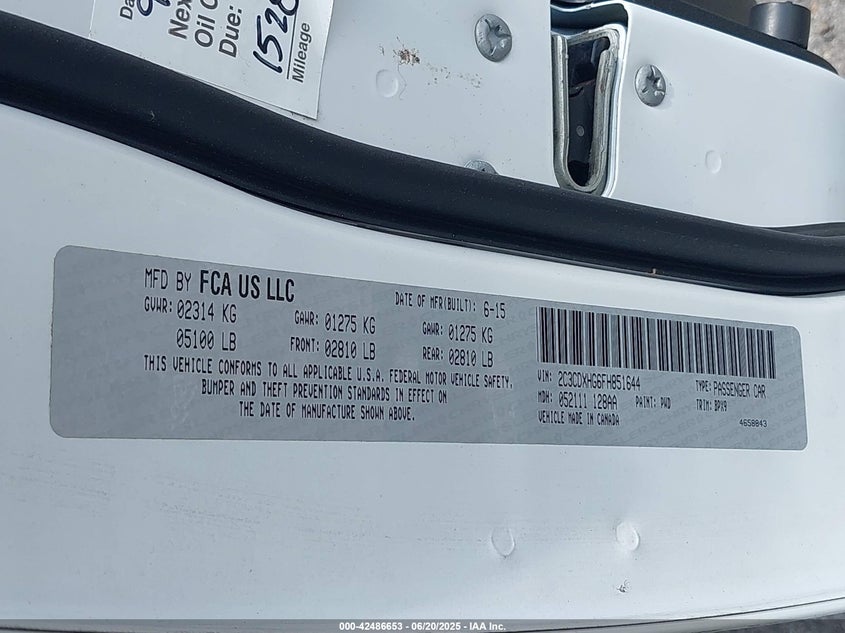 Da
Nex
Oil C
Due:
1528
Mileage
MFD BY FCA US LLC
DATE OF MFR(BUILT): 6-15
GVWR: 02314 KG
GAWR: 01275 KG
GAWR: 01275 KG
05100 LB
FRONT: 02810 LB
REAR: 02810 LB
THIS VEHICLE CONFORMS TO ALL APPLICABLE U.S.A. FEDERAL MOTOR VEHICLE SAFETY.
BUMPER AND THEFT PREVENTION STANDARDS IN EFFECT ON
THE DATE OF MANUFACTURE SHOWN ABOVE.
VIN: 2C3CDXHG6FH851644
TYPE: PASSENGER CAR
MDH: 052111 128AA
PAINT: PWD
TRIM: BPX9
VEHICLE MADE IN CANADA
4658843
000-42486653 / 06/20/2025 - IAA Inc.